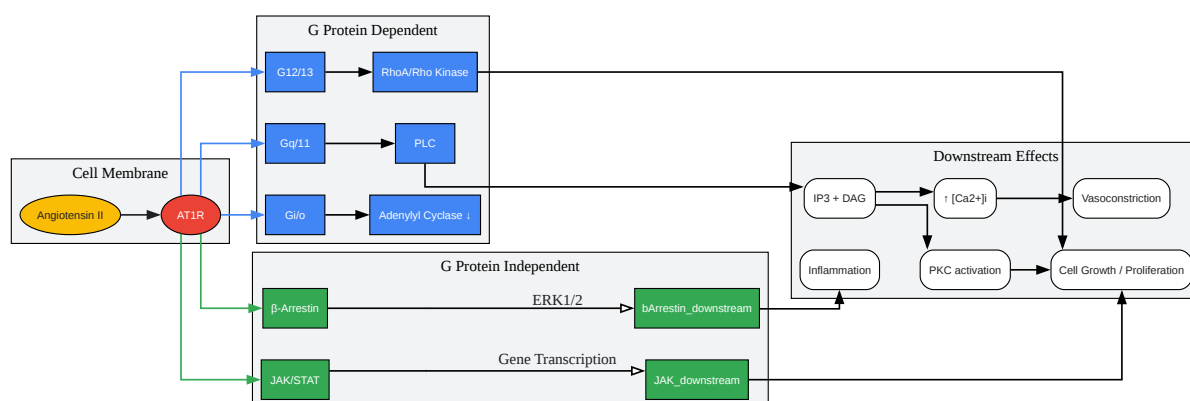 G Protein Dependent
G12/13
RhoA/Rho Kinase
Gq/11
PLC
Gi/o
Adenylyl Cyclase ↓
Cell Membrane
Angiotensin II
AT1R
G Protein Independent
β-Arrestin
ERK1/2
bArrestin_downstream
JAK/STAT
Gene Transcription
JAK_downstream
Downstream Effects
IP3 + DAG
↑ [Ca2+]i
Vasoconstriction
Inflammation
PKC activation
Cell Growth / Proliferation